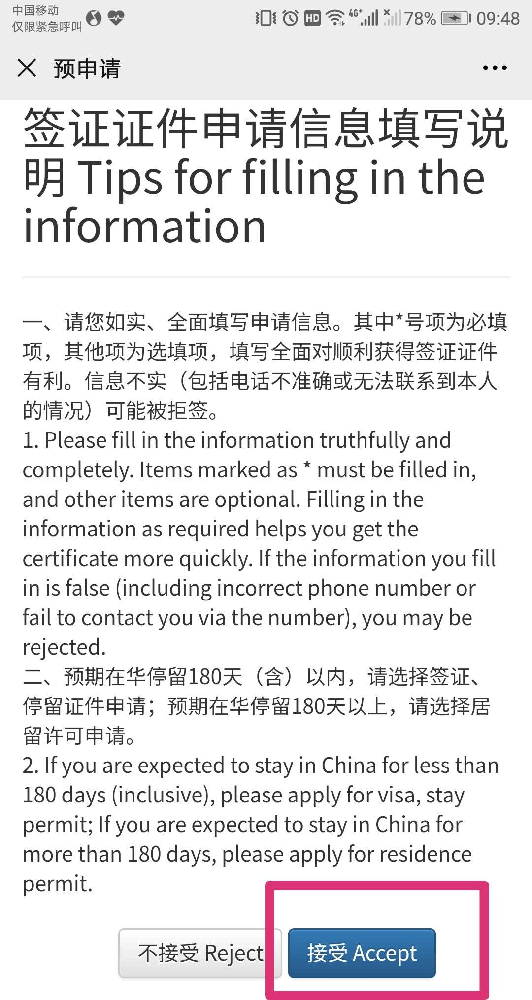 中国移动
仅限紧急呼叫
HD 4G+ 78% 09:48
预申请
签证证件申请信息填写说
明 Tips for filling in the
information
一、请您如实、全面填写申请信息。其中*号项为必填
项，其他项为选填项，填写全面对顺利获得签证证件
有利。信息不实（包括电话不准确或无法联系到本人
的情况）可能被拒签。
1. Please fill in the information truthfully and
completely. Items marked as * must be filled in,
and other items are optional. Filling in the
information as required helps you get the
certificate more quickly. If the information you fill
in is false (including incorrect phone number or
fail to contact you via the number), you may be
rejected.
二、预期在华停留180天（含）以内，请选择签证、
停留证件申请；预期在华停留180天以上，请选择居
留许可申请。
2. If you are expected to stay in China for less than
180 days (inclusive), please apply for visa, stay
permit; If you are expected to stay in China for
more than 180 days, please apply for residence
permit.
不接受 Reject 接受 Accept